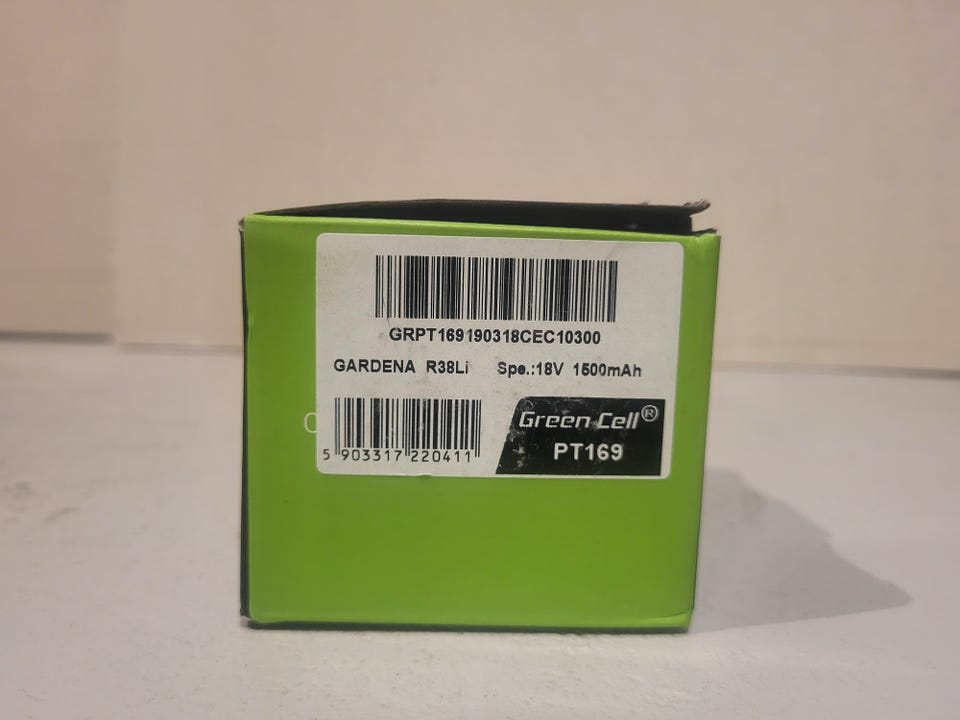 GRPT169190318CEC10300
GARDENA R38Li Spe.:18V 1500mAh
Green Cell®
PT169
5 903317 220411